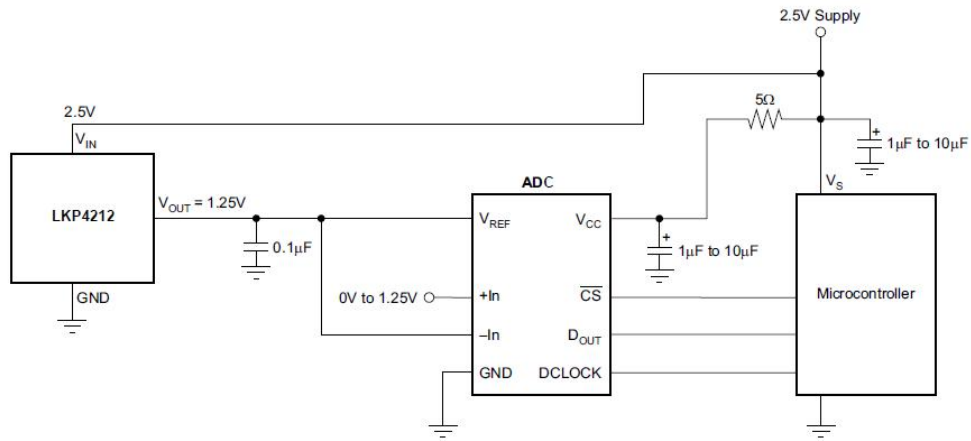 2.5V Supply
2.5V
5Ω
V_IN
+
1μF to 10μF
LKP4212
V_OUT = 1.25V
ADC
V_S
V_REF
V_CC
0.1μF
+
1μF to 10μF
GND
0V to 1.25V
+In
C̅S̅
Microcontroller
–In
D_OUT
GND
DCLOCK